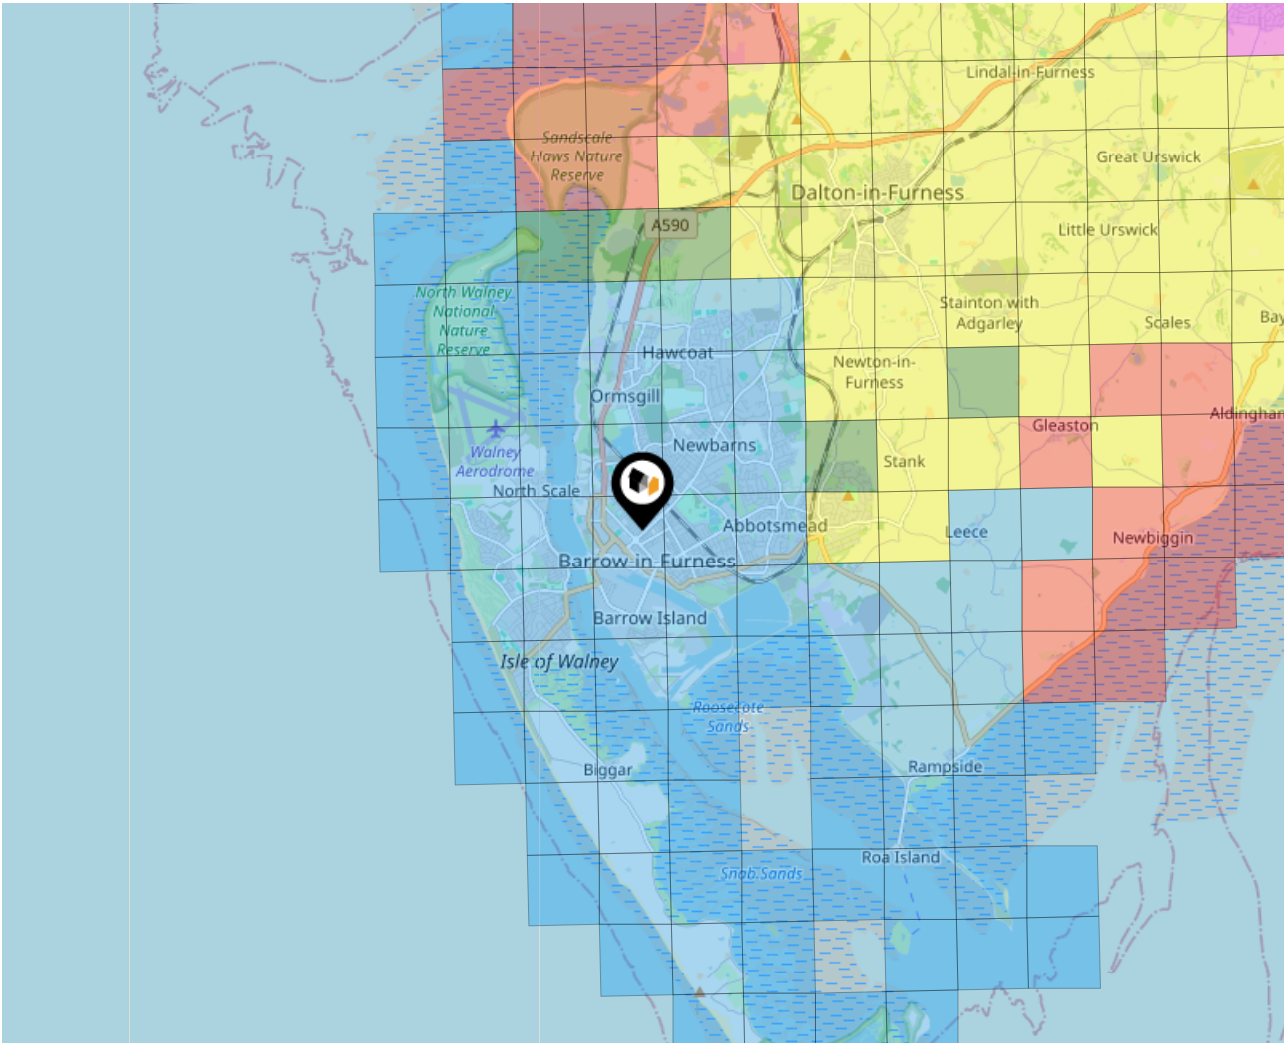 Lindal-in-Furness
Sandscale
Haws Nature
Reserve
Great Urswick
Dalton-in-Furness
A590
Little Urswick
North Walney
National
Nature
Reserve
Stainton with
Adgarley
Scales
Bay
Hawcoat
Newton-in-
Furness
Ormsgill
Aldingham
Gleaston
Newbarns
Walney
Aerodrome
Stank
North Scale
Abbotsmead
Leece
Newbiggin
Barrow-in-Furness
Barrow Island
Isle of Walney
Roosecote
Sands
Biggar
Rampside
Roa Island
Snab Sands